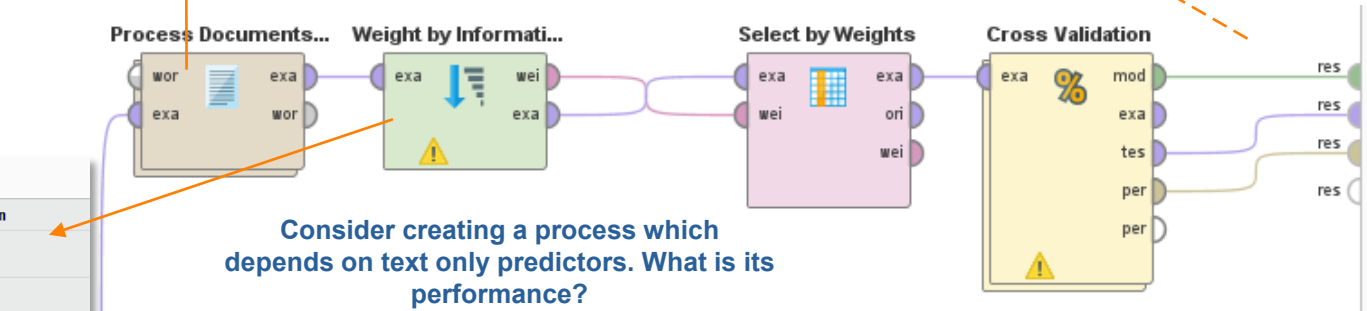 Process Documents... Weight by Informati... Select by Weights Cross Validation
wor exa exa wei exa exa exa mod res
exa wor exa wei ori exa res
wei tes res
per res
per
n
Consider creating a process which
depends on text only predictors. What is its
performance?